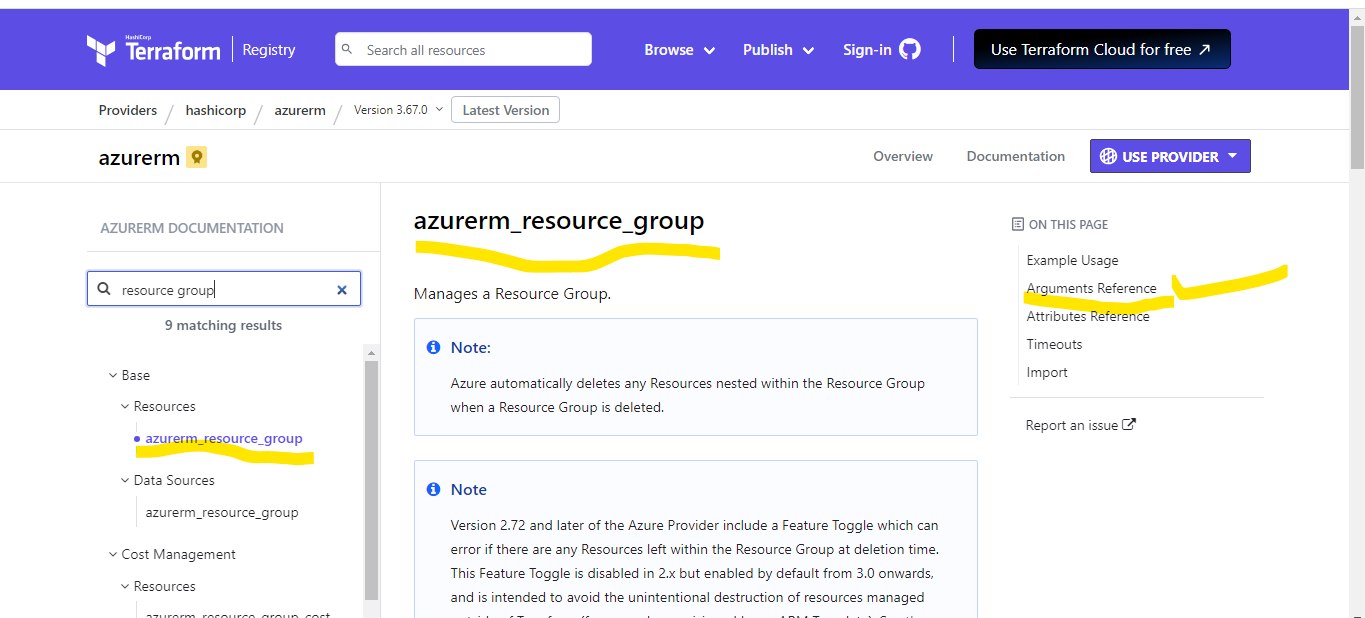 HashiCorp
Terraform Registry Search all resources Browse Publish Sign-in Use Terraform Cloud for free ↗
Providers / hashicorp / azurerm / Version 3.67.0 Latest Version
azurerm Overview Documentation USE PROVIDER
AZURERM DOCUMENTATION
resource group
9 matching results
Base
Resources
azurerm_resource_group
Data Sources
azurerm_resource_group
Cost Management
Resources
azurerm_resource_group_cost
azurerm_resource_group
Manages a Resource Group.
Note:
Azure automatically deletes any Resources nested within the Resource Group
when a Resource Group is deleted.
Note
Version 2.72 and later of the Azure Provider include a Feature Toggle which can
error if there are any Resources left within the Resource Group at deletion time.
This Feature Toggle is disabled in 2.x but enabled by default from 3.0 onwards,
and is intended to avoid the unintentional destruction of resources managed
ON THIS PAGE
Example Usage
Arguments Reference
Attributes Reference
Timeouts
Import
Report an issue